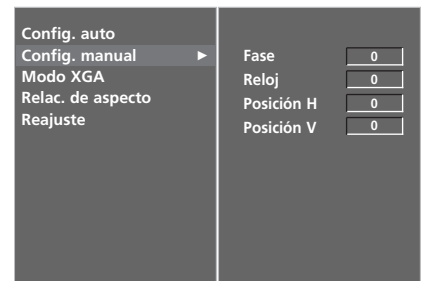 Config. auto
Config. manual ►
Modo XGA
Relac. de aspecto
Reajuste
Fase 0
Reloj 0
Posición H 0
Posición V 0